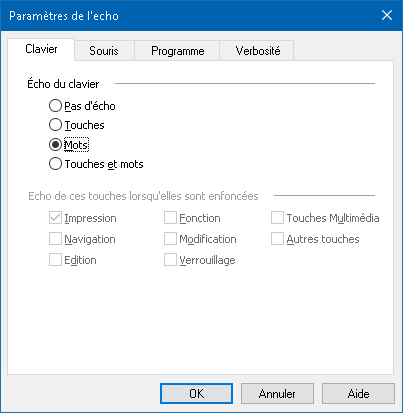 Paramètres de l'echo
Clavier Souris Programme Verbosité
Écho du clavier
Pas d'écho
Touches
Mots
Touches et mots
Echo de ces touches lorsqu'elles sont enfoncées
Impression Fonction Touches Multimédia
Navigation Modification Autres touches
Edition Verrouillage
OK Annuler Aide